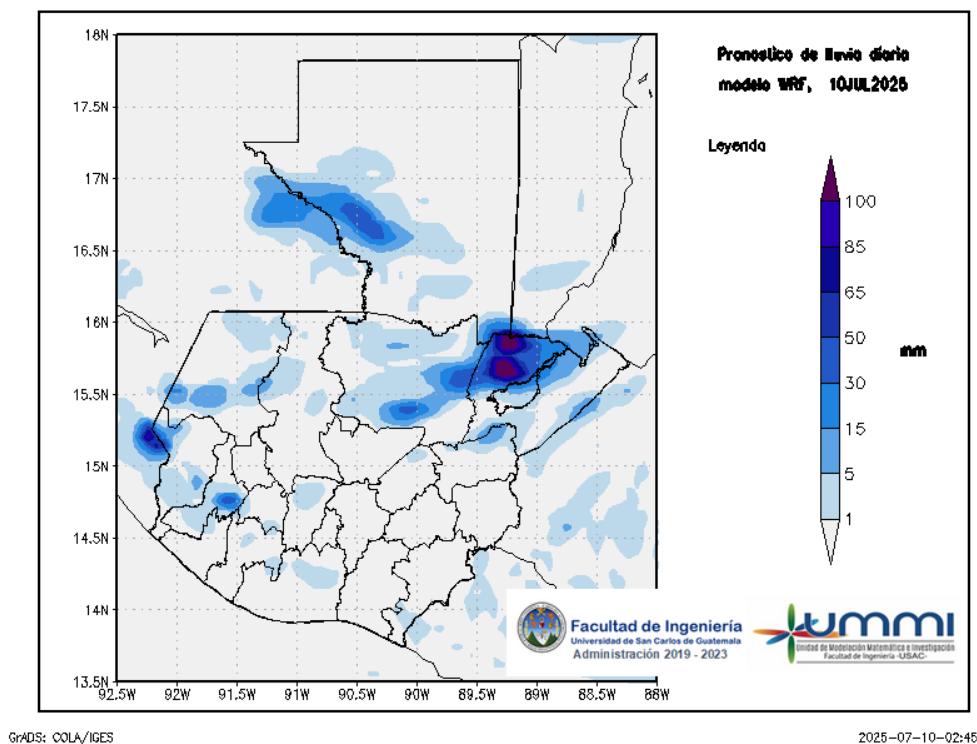 Pronostico de lluvia diaria
modelo WRF, 10JUL2025
Leyenda
100
85
65
50
30
15
5
1
mm
18N
17.5N
17N
16.5N
16N
15.5N
15N
14.5N
14N
13.5N
92.5W
92W
91.5W
91W
90.5W
90W
89.5W
89W
88.5W
88W
Facultad de Ingeniería
Universidad de San Carlos de Guatemala
Administración 2019 - 2023
UMMI
Unidad de Modelación Matemática e Investigación
Facultad de Ingeniería -USAC-
GrADS: COLA/IGES
2025-07-10-02:45